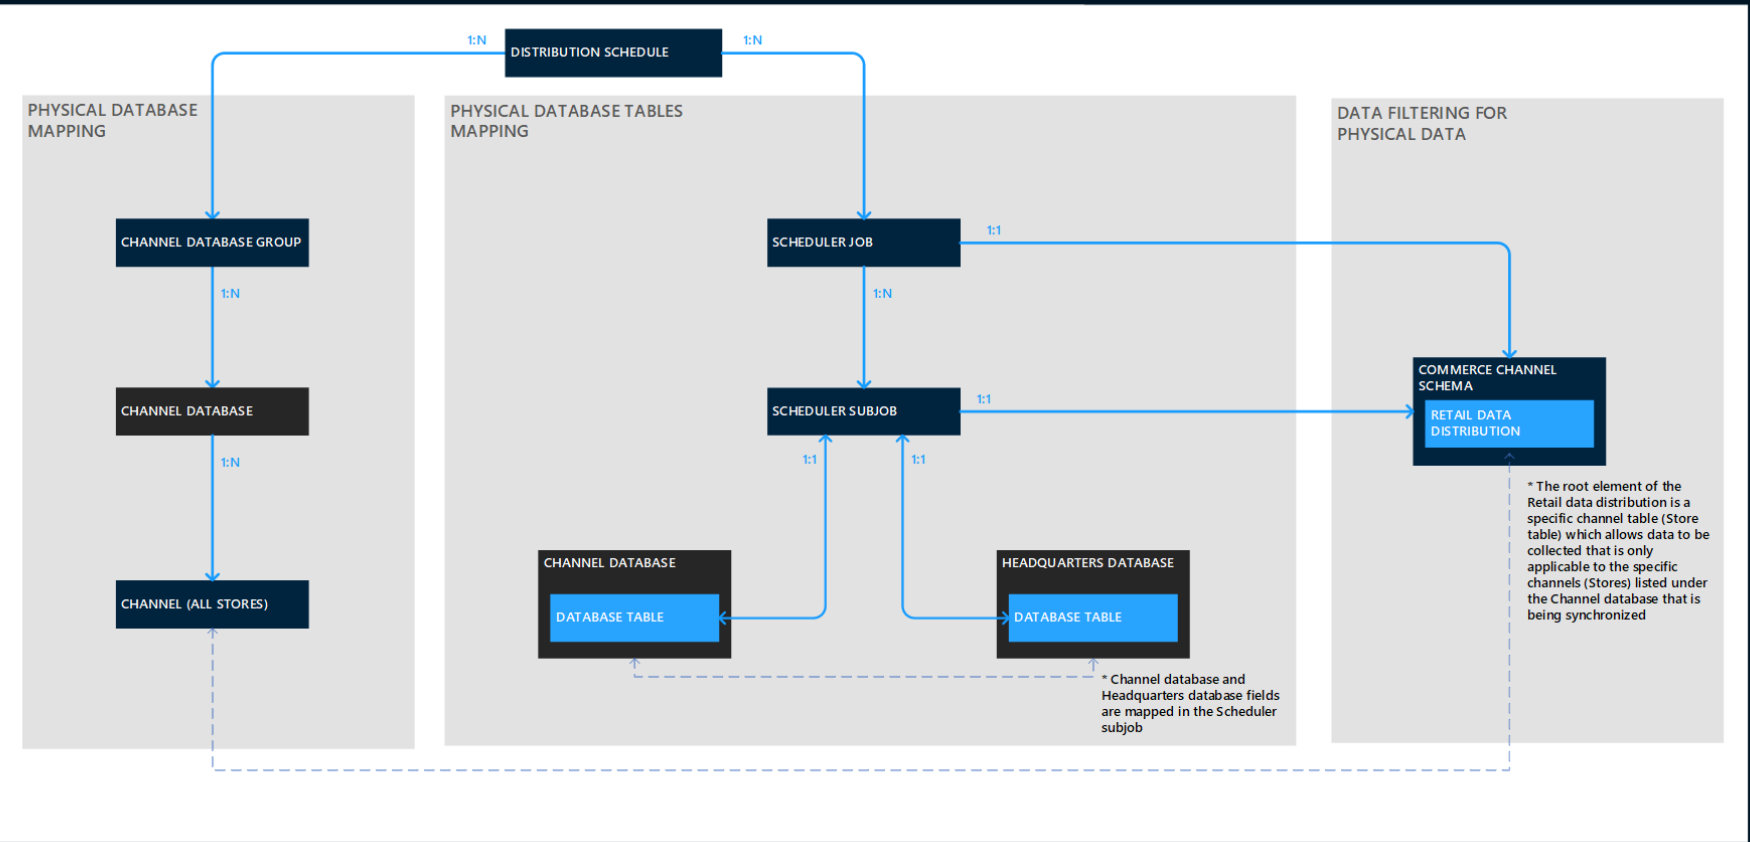 1:N
DISTRIBUTION SCHEDULE
1:N
PHYSICAL DATABASE
MAPPING
CHANNEL DATABASE GROUP
1:N
CHANNEL DATABASE
1:N
CHANNEL (ALL STORES)
PHYSICAL DATABASE TABLES
MAPPING
SCHEDULER JOB
1:1
1:N
SCHEDULER SUBJOB
1:1
1:1
1:1
CHANNEL DATABASE
DATABASE TABLE
HEADQUARTERS DATABASE
DATABASE TABLE
* Channel database and
Headquarters database fields
are mapped in the Scheduler
subjob
DATA FILTERING FOR
PHYSICAL DATA
COMMERCE CHANNEL
SCHEMA
RETAIL DATA
DISTRIBUTION
* The root element of the
Retail data distribution is a
specific channel table (Store
table) which allows data to be
collected that is only
applicable to the specific
channels (Stores) listed under
the Channel database that is
being synchronized